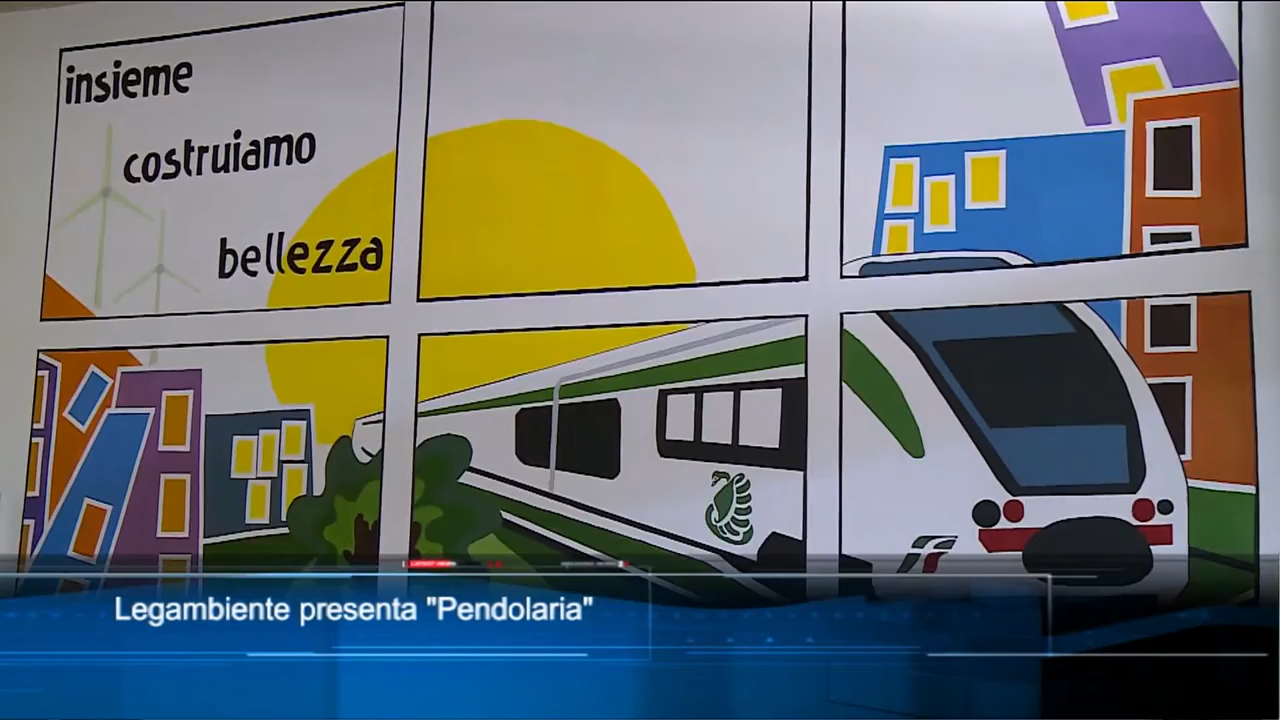 insieme
costruiamo
bellezza
Legambiente presenta "Pendolaria"